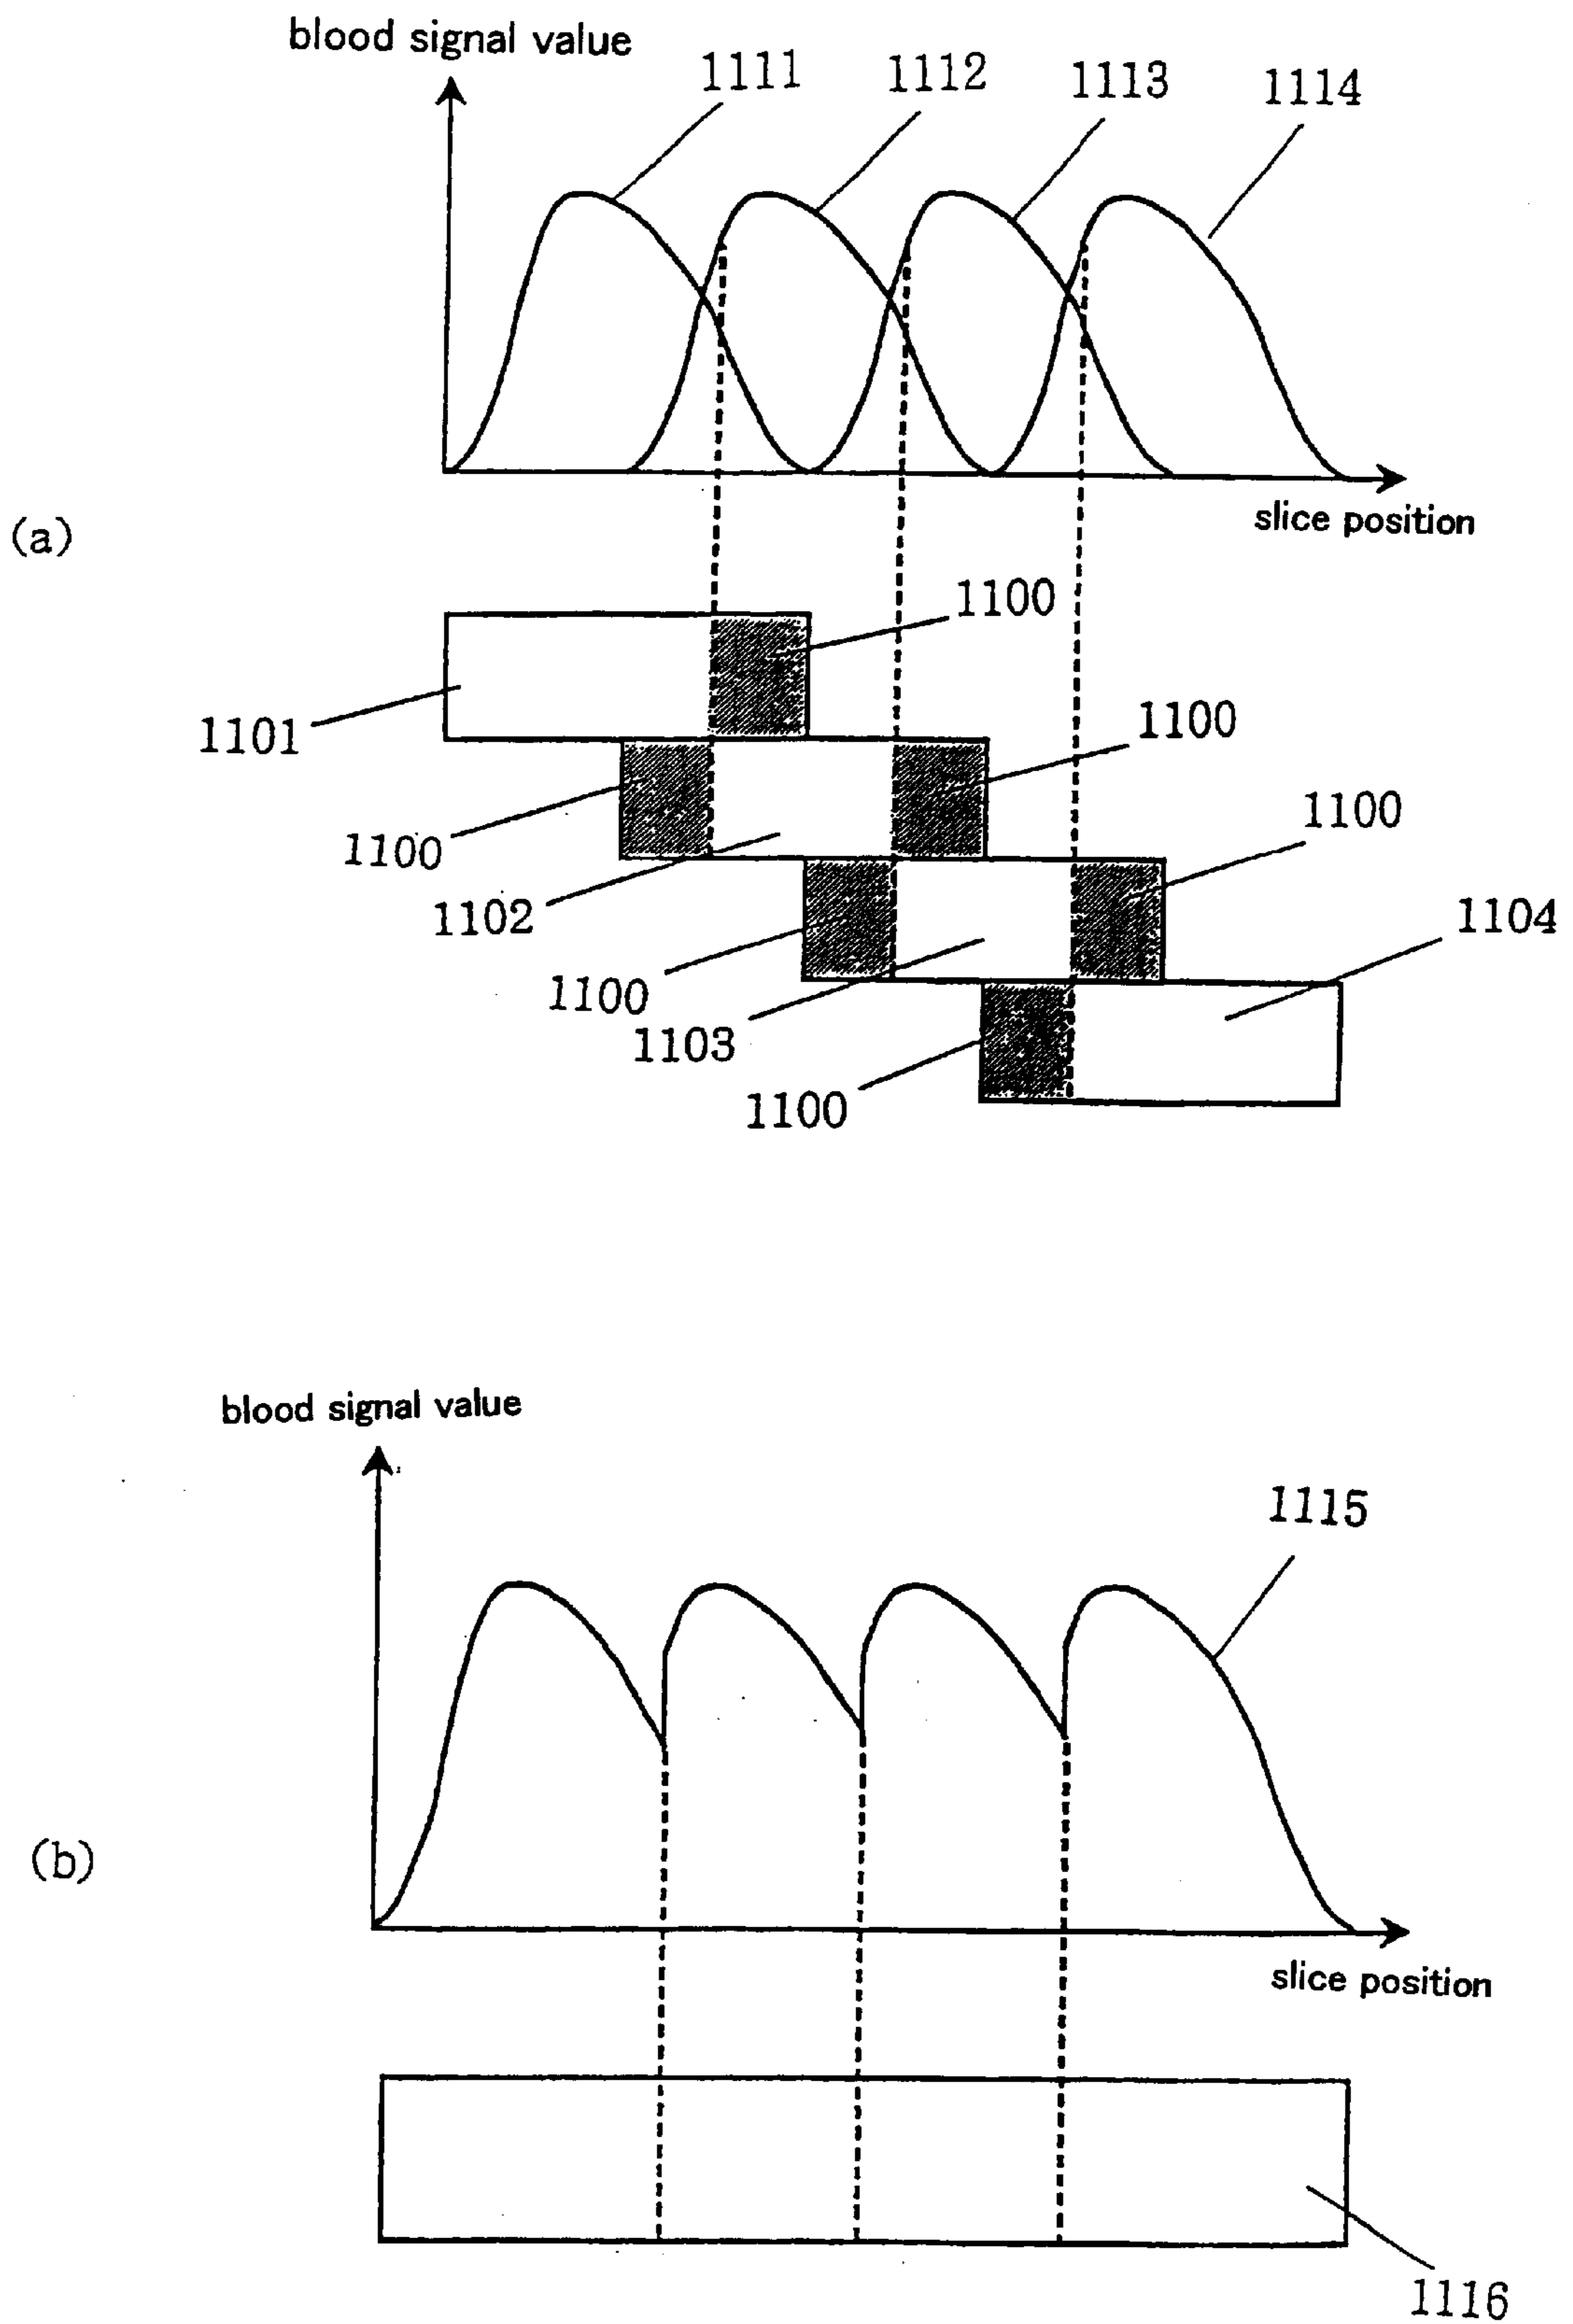 blood signal value
1111
1112
1113
1114
slice position
(a)
1100
1101
1100
1100
1100
1102
1104
1100
1103
1100
blood signal value
1115
(b)
slice position
1116